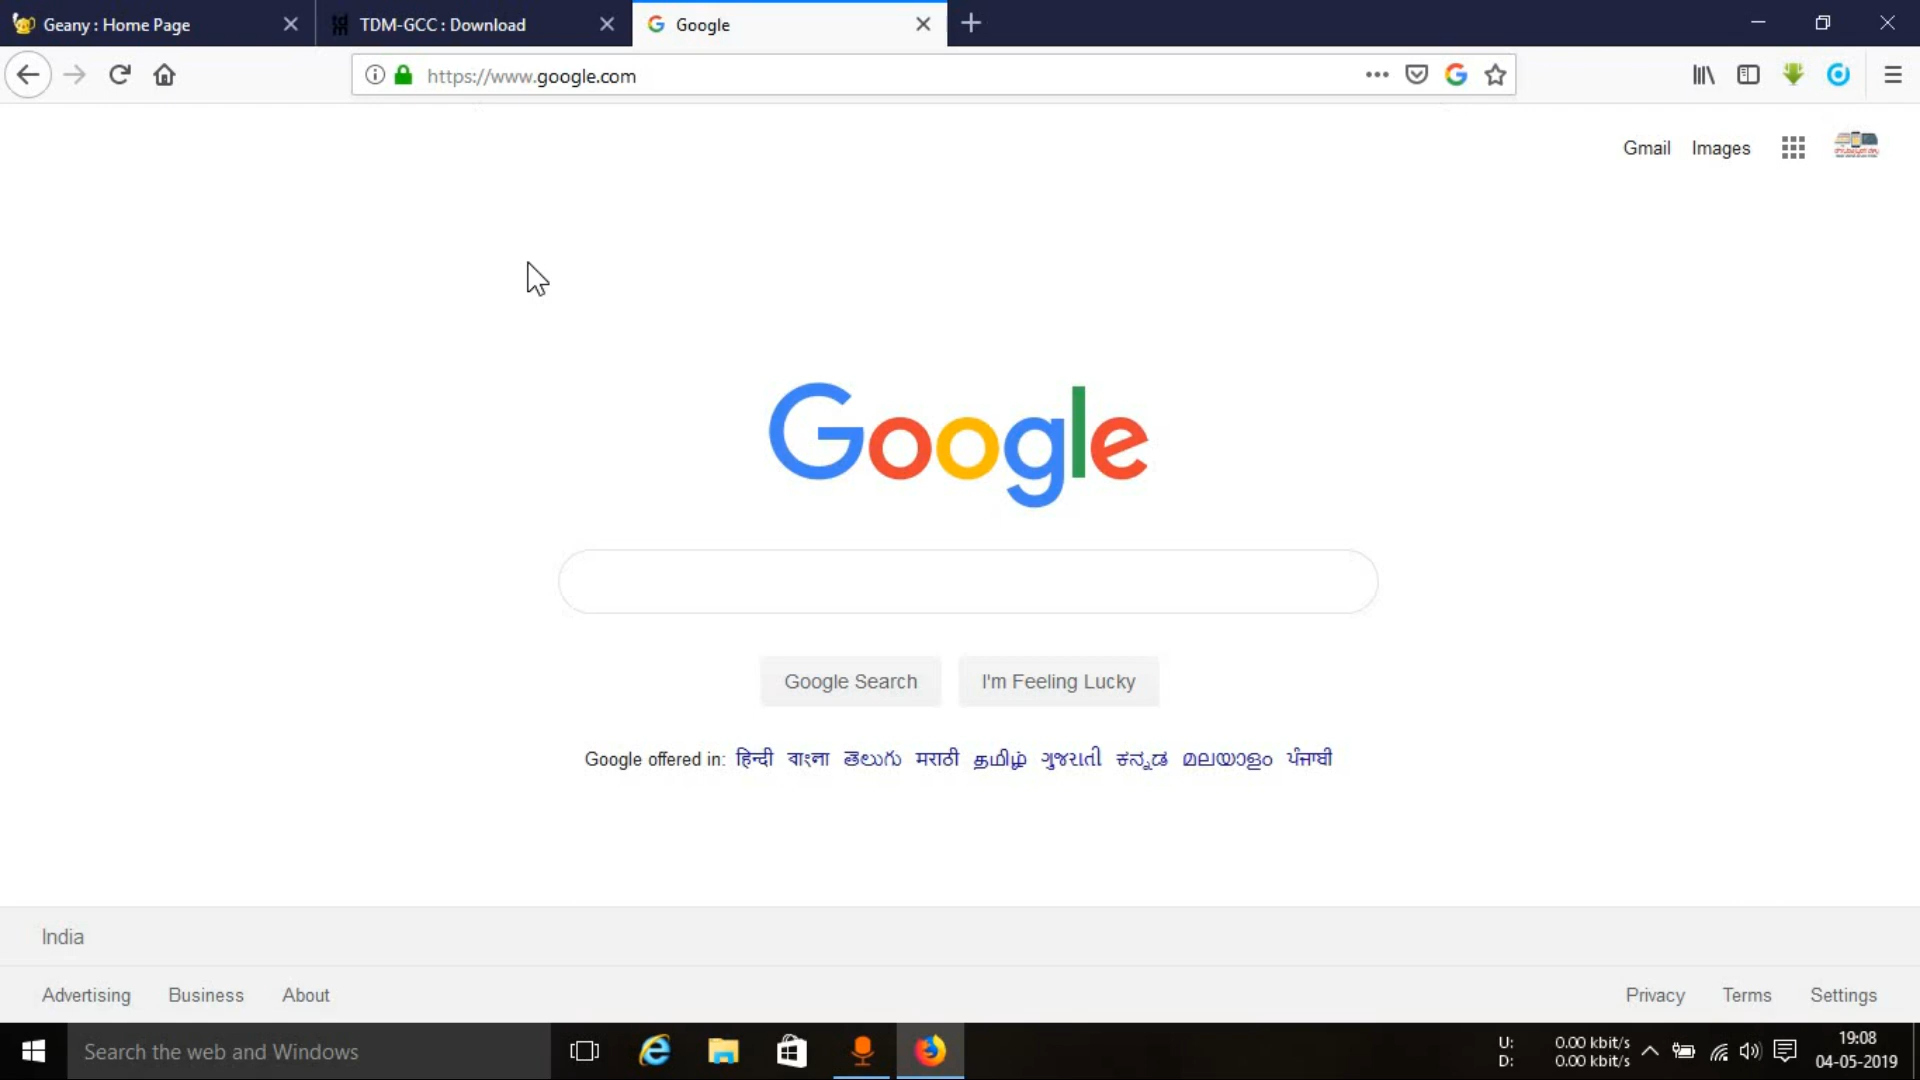 Geany : Home Page
TDM-GCC : Download
Google
https://www.google.com
Gmail Images
Google
Google Search
I'm Feeling Lucky
Google offered in: हिन्दी বাংলা తెలుగు मराठी தமிழ் ગુજરાતી ಕನ್ನಡ മലയാളം ਪੰਜਾਬੀ
India
Advertising Business About
Privacy Terms Settings
Search the web and Windows
U: 0.00 kbit/s
D: 0.00 kbit/s
19:08
04-05-2019